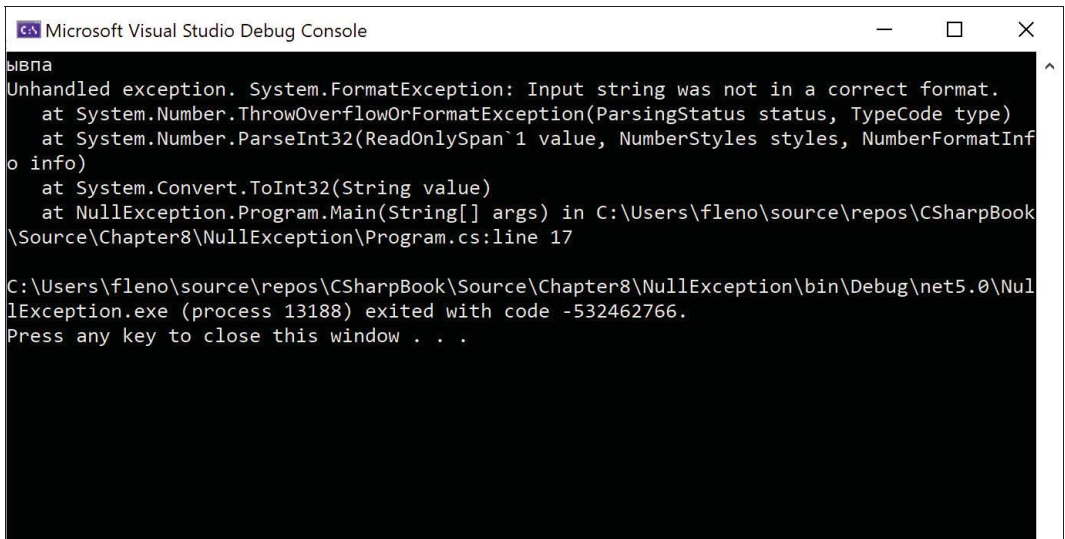 Microsoft Visual Studio Debug Console
ывпа
Unhandled exception. System.FormatException: Input string was not in a correct format.
   at System.Number.ThrowOverflowOrFormatException(ParsingStatus status, TypeCode type)
   at System.Number.ParseInt32(ReadOnlySpan`1 value, NumberStyles styles, NumberFormatInf
o info)
   at System.Convert.ToInt32(String value)
   at NullException.Program.Main(String[] args) in C:\Users\fleno\source\repos\CSharpBook
\Source\Chapter8\NullException\Program.cs:line 17
C:\Users\fleno\source\repos\CSharpBook\Source\Chapter8\NullException\bin\Debug\net5.0\Nul
lException.exe (process 13188) exited with code -532462766.
Press any key to close this window . . .